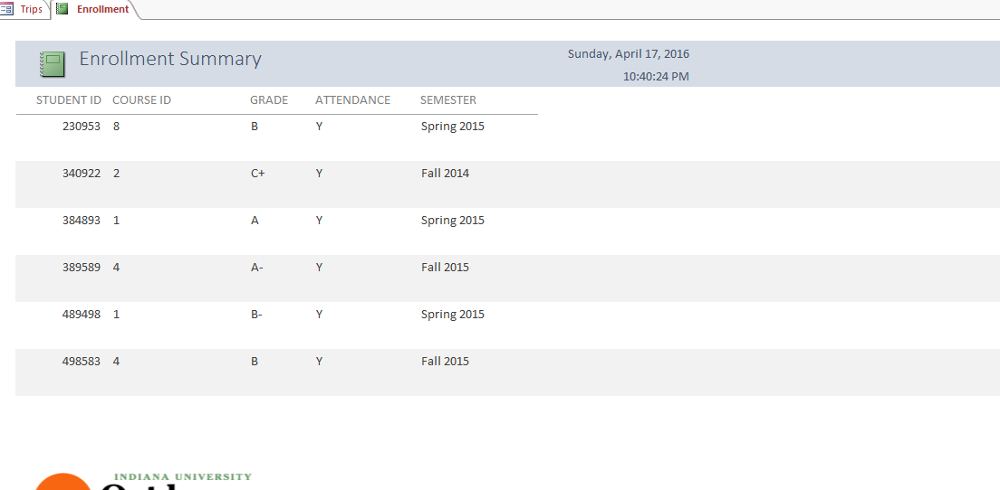 Trips Enrollment
Enrollment Summary Sunday, April 17, 2016
10:40:24 PM
STUDENT ID COURSE ID GRADE ATTENDANCE SEMESTER
230953 8 B Y Spring 2015
340922 2 C+ Y Fall 2014
384893 1 A Y Spring 2015
389589 4 A- Y Fall 2015
489498 1 B- Y Spring 2015
498583 4 B Y Fall 2015
INDIANA UNIVERSITY